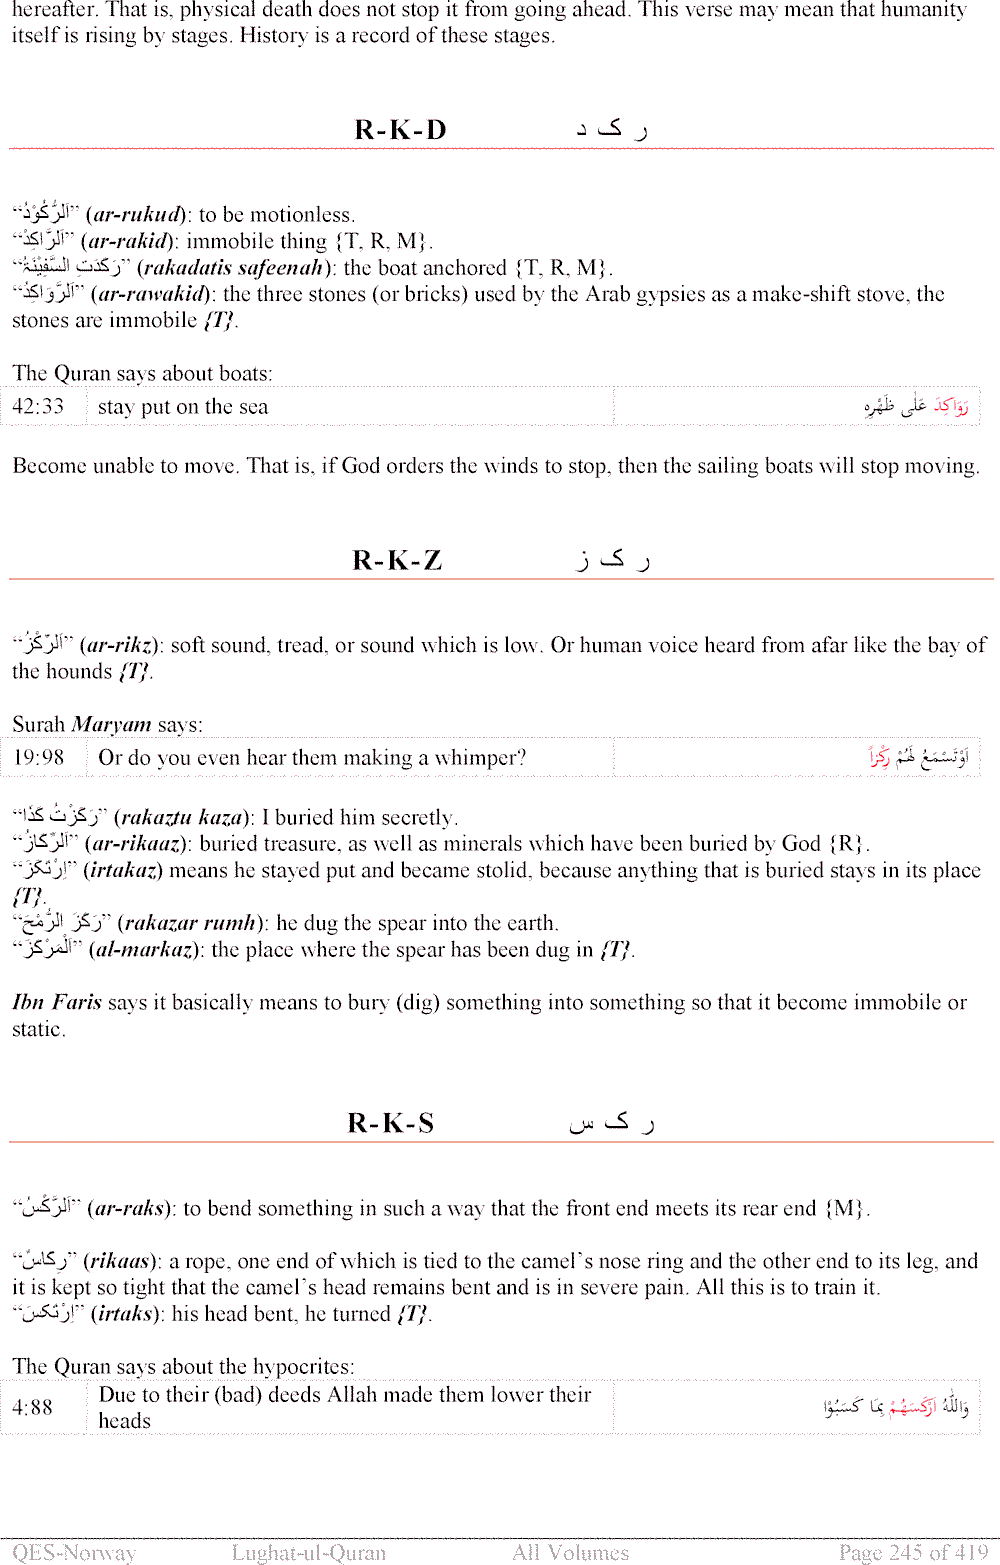 hereafter. That is, physical death does not stop it from going ahead. This verse may mean that humanity
itself is rising by stages. History is a record of these stages.
R-K-D ر ک د
“اَلرُّكُوْدُ” (ar-rukud): to be motionless.
“اَلرَّاكِدُ” (ar-rakid): immobile thing {T, R, M}.
“رَكَدَتِ السَّفِيْنَةُ” (rakadatis safeenah): the boat anchored {T, R, M}.
“اَلرَّوَاكِدُ” (ar-rawakid): the three stones (or bricks) used by the Arab gypsies as a make-shift stove, the
stones are immobile {T}.
The Quran says about boats:
42:33 stay put on the sea رَوَاكِدَ عَلٰى ظَهْرِهٖ
Become unable to move. That is, if God orders the winds to stop, then the sailing boats will stop moving.
R-K-Z ر ک ز
“اَلرِّكْزُ” (ar-rikz): soft sound, tread, or sound which is low. Or human voice heard from afar like the bay of
the hounds {T}.
Surah Maryam says:
19:98 Or do you even hear them making a whimper? اَوْتَسْمَعُ لَهُمْ رِكْزاً
“رَكَزْتُ كَذَا” (rakaztu kaza): I buried him secretly.
“اَلرِّكَازُ” (ar-rikaaz): buried treasure, as well as minerals which have been buried by God {R}.
“اِرْتَكَزَ” (irtakaz) means he stayed put and became stolid, because anything that is buried stays in its place
{T}.
“رَكَزَ الرُّمْحَ” (rakazar rumh): he dug the spear into the earth.
“اَلْمَرْكَزُ” (al-markaz): the place where the spear has been dug in {T}.
Ibn Faris says it basically means to bury (dig) something into something so that it become immobile or
static.
R-K-S ر ک س
“اَلرَّكْسُ” (ar-raks): to bend something in such a way that the front end meets its rear end {M}.
“رِكَاسٌ” (rikaas): a rope, one end of which is tied to the camel’s nose ring and the other end to its leg, and
it is kept so tight that the camel’s head remains bent and is in severe pain. All this is to train it.
“اِرْتَكَسَ” (irtaks): his head bent, he turned {T}.
The Quran says about the hypocrites:
4:88 Due to their (bad) deeds Allah made them lower their وَاللّٰهُ اَرْكَسَهُمْ بِمَا كَسَبُوْا
heads
QES-Norway Lughat-ul-Quran All Volumes Page 245 of 419